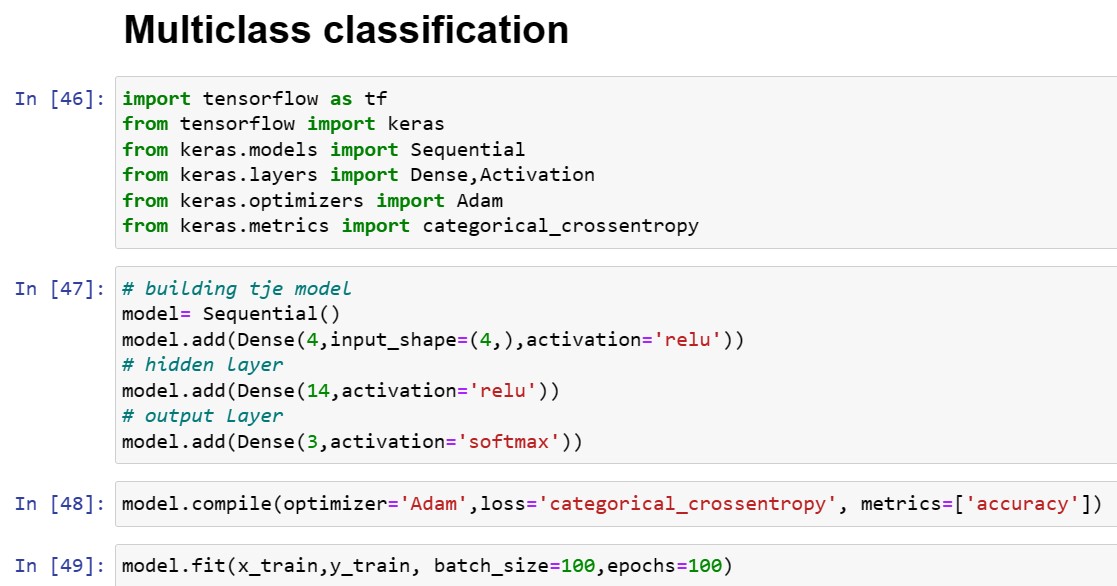 Multiclass classification
In [46]: import tensorflow as tf
from tensorflow import keras
from keras.models import Sequential
from keras.layers import Dense,Activation
from keras.optimizers import Adam
from keras.metrics import categorical_crossentropy
In [47]: # building tje model
model= Sequential()
model.add(Dense(4,input_shape=(4,),activation='relu'))
# hidden layer
model.add(Dense(14,activation='relu'))
# output Layer
model.add(Dense(3,activation='softmax'))
In [48]: model.compile(optimizer='Adam',loss='categorical_crossentropy', metrics=['accuracy'])
In [49]: model.fit(x_train,y_train, batch_size=100,epochs=100)